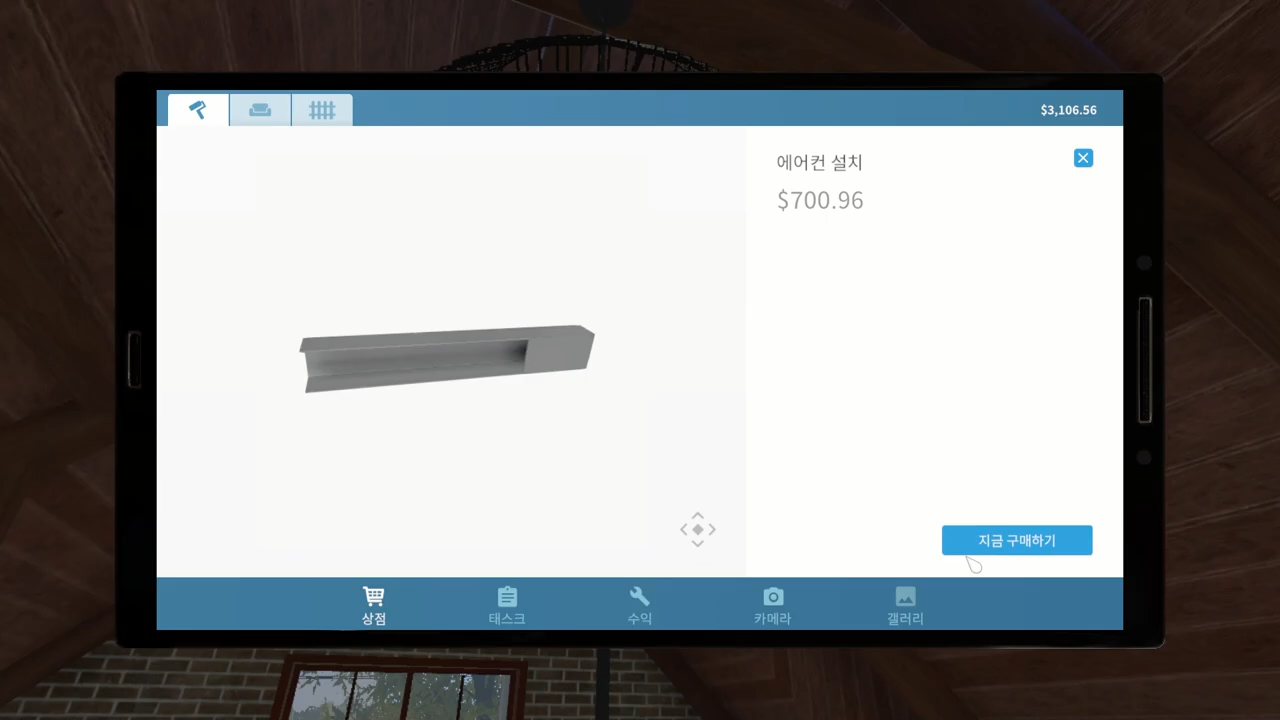 $3,106.56
에어컨 설치
$700.96
지금 구매하기
상점
태스크
수익
카메라
갤러리